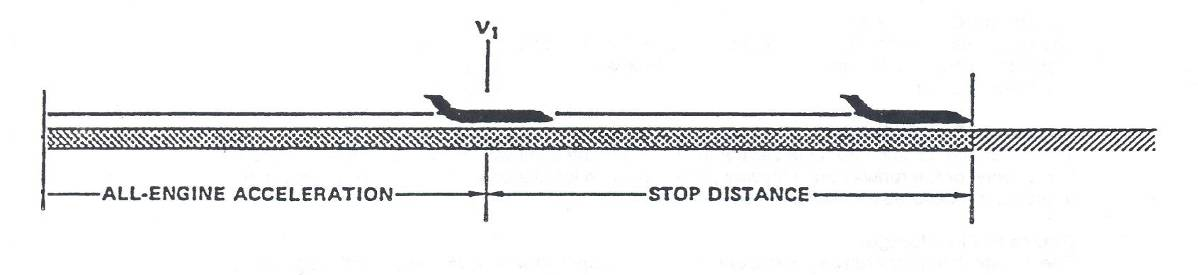 V1
ALL-ENGINE ACCELERATION
STOP DISTANCE